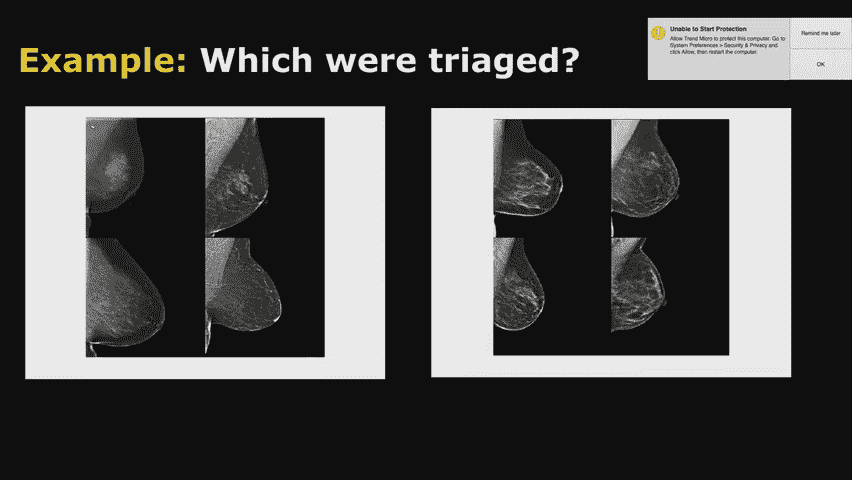 Example: Which were triaged?
Unable to Start Protection
Allow Trend Micro to protect this computer. Go to
System Preferences > Security & Privacy and
click Allow, then restart the computer.
Remind me later
OK